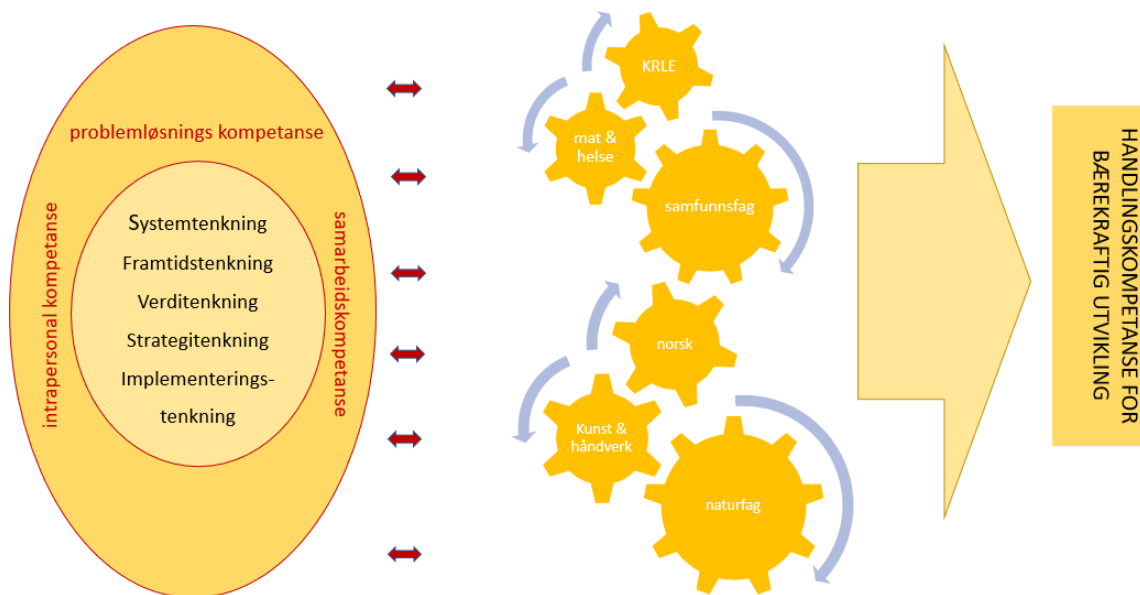 problemløsnings kompetanse
intrapersonal kompetanse
Systemtenkning
Framtidstenkning
Verditenkning
Strategitenkning
Implementerings-
tenkning
samarbeidskompetanse
KRLE
mat &
helse
samfunnsfag
norsk
Kunst &
håndverk
naturfag
HANDLINGSKOMPETANSE FOR
BÆREKRAFTIG UTVIKLING